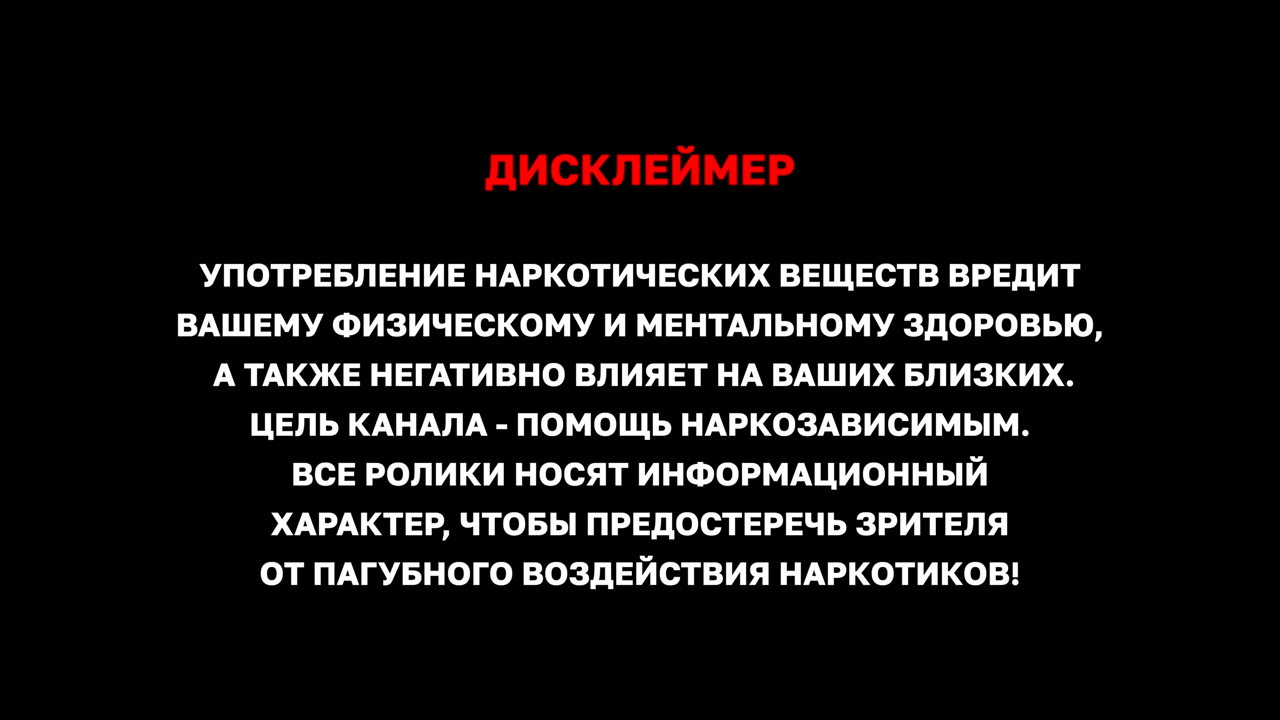 ДИСКЛЕЙМЕР
УПОТРЕБЛЕНИЕ НАРКОТИЧЕСКИХ ВЕЩЕСТВ ВРЕДИТ
ВАШЕМУ ФИЗИЧЕСКОМУ И МЕНТАЛЬНОМУ ЗДОРОВЬЮ,
А ТАКЖЕ НЕГАТИВНО ВЛИЯЕТ НА ВАШИХ БЛИЗКИХ.
ЦЕЛЬ КАНАЛА - ПОМОЩЬ НАРКОЗАВИСИМЫМ.
ВСЕ РОЛИКИ НОСЯТ ИНФОРМАЦИОННЫЙ
ХАРАКТЕР, ЧТОБЫ ПРЕДОСТЕРЕЧЬ ЗРИТЕЛЯ
ОТ ПАГУБНОГО ВОЗДЕЙСТВИЯ НАРКОТИКОВ!